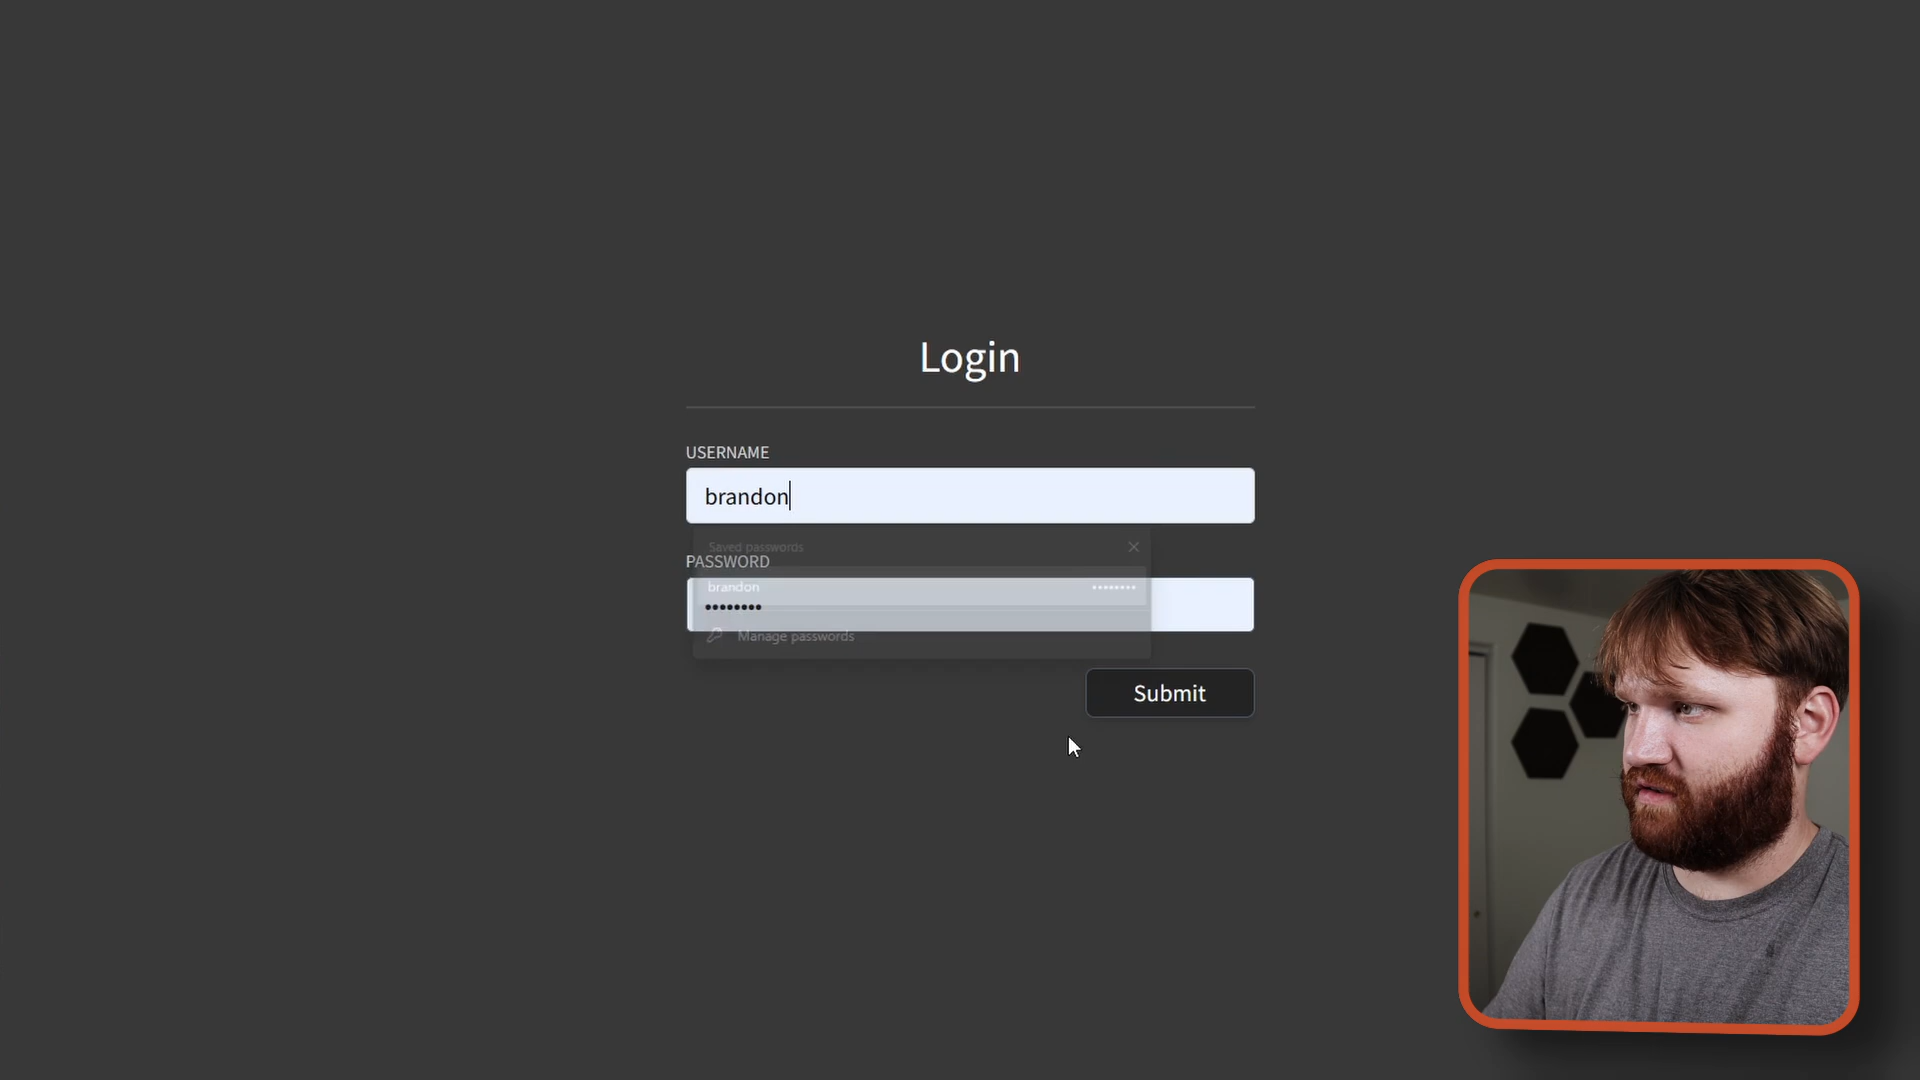 Login
USERNAME
brandon
Saved passwords
PASSWORD
brandon ••••••••
••••••••
Manage passwords
Submit